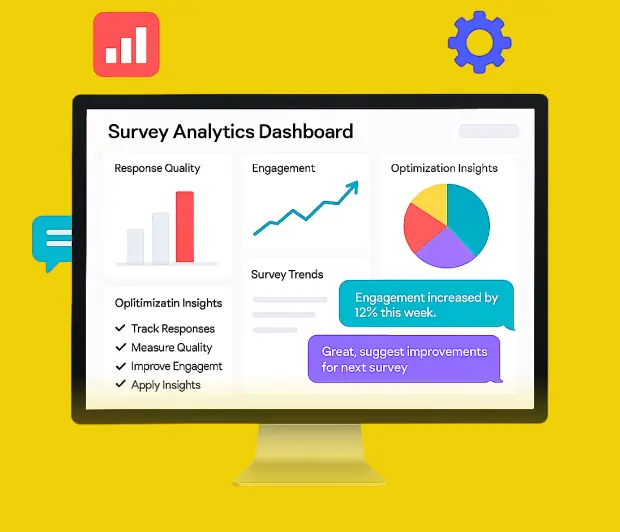 Survey Analytics Dashboard
Response Quality
Engagement
Optimization Insights
Survey Trends
Engagement increased by
12% this week.
Great, suggest improvements
for next survey
Oplitimizatin Insights
Track Responses
Measure Quality
Improve Engagemt
Apply Insights